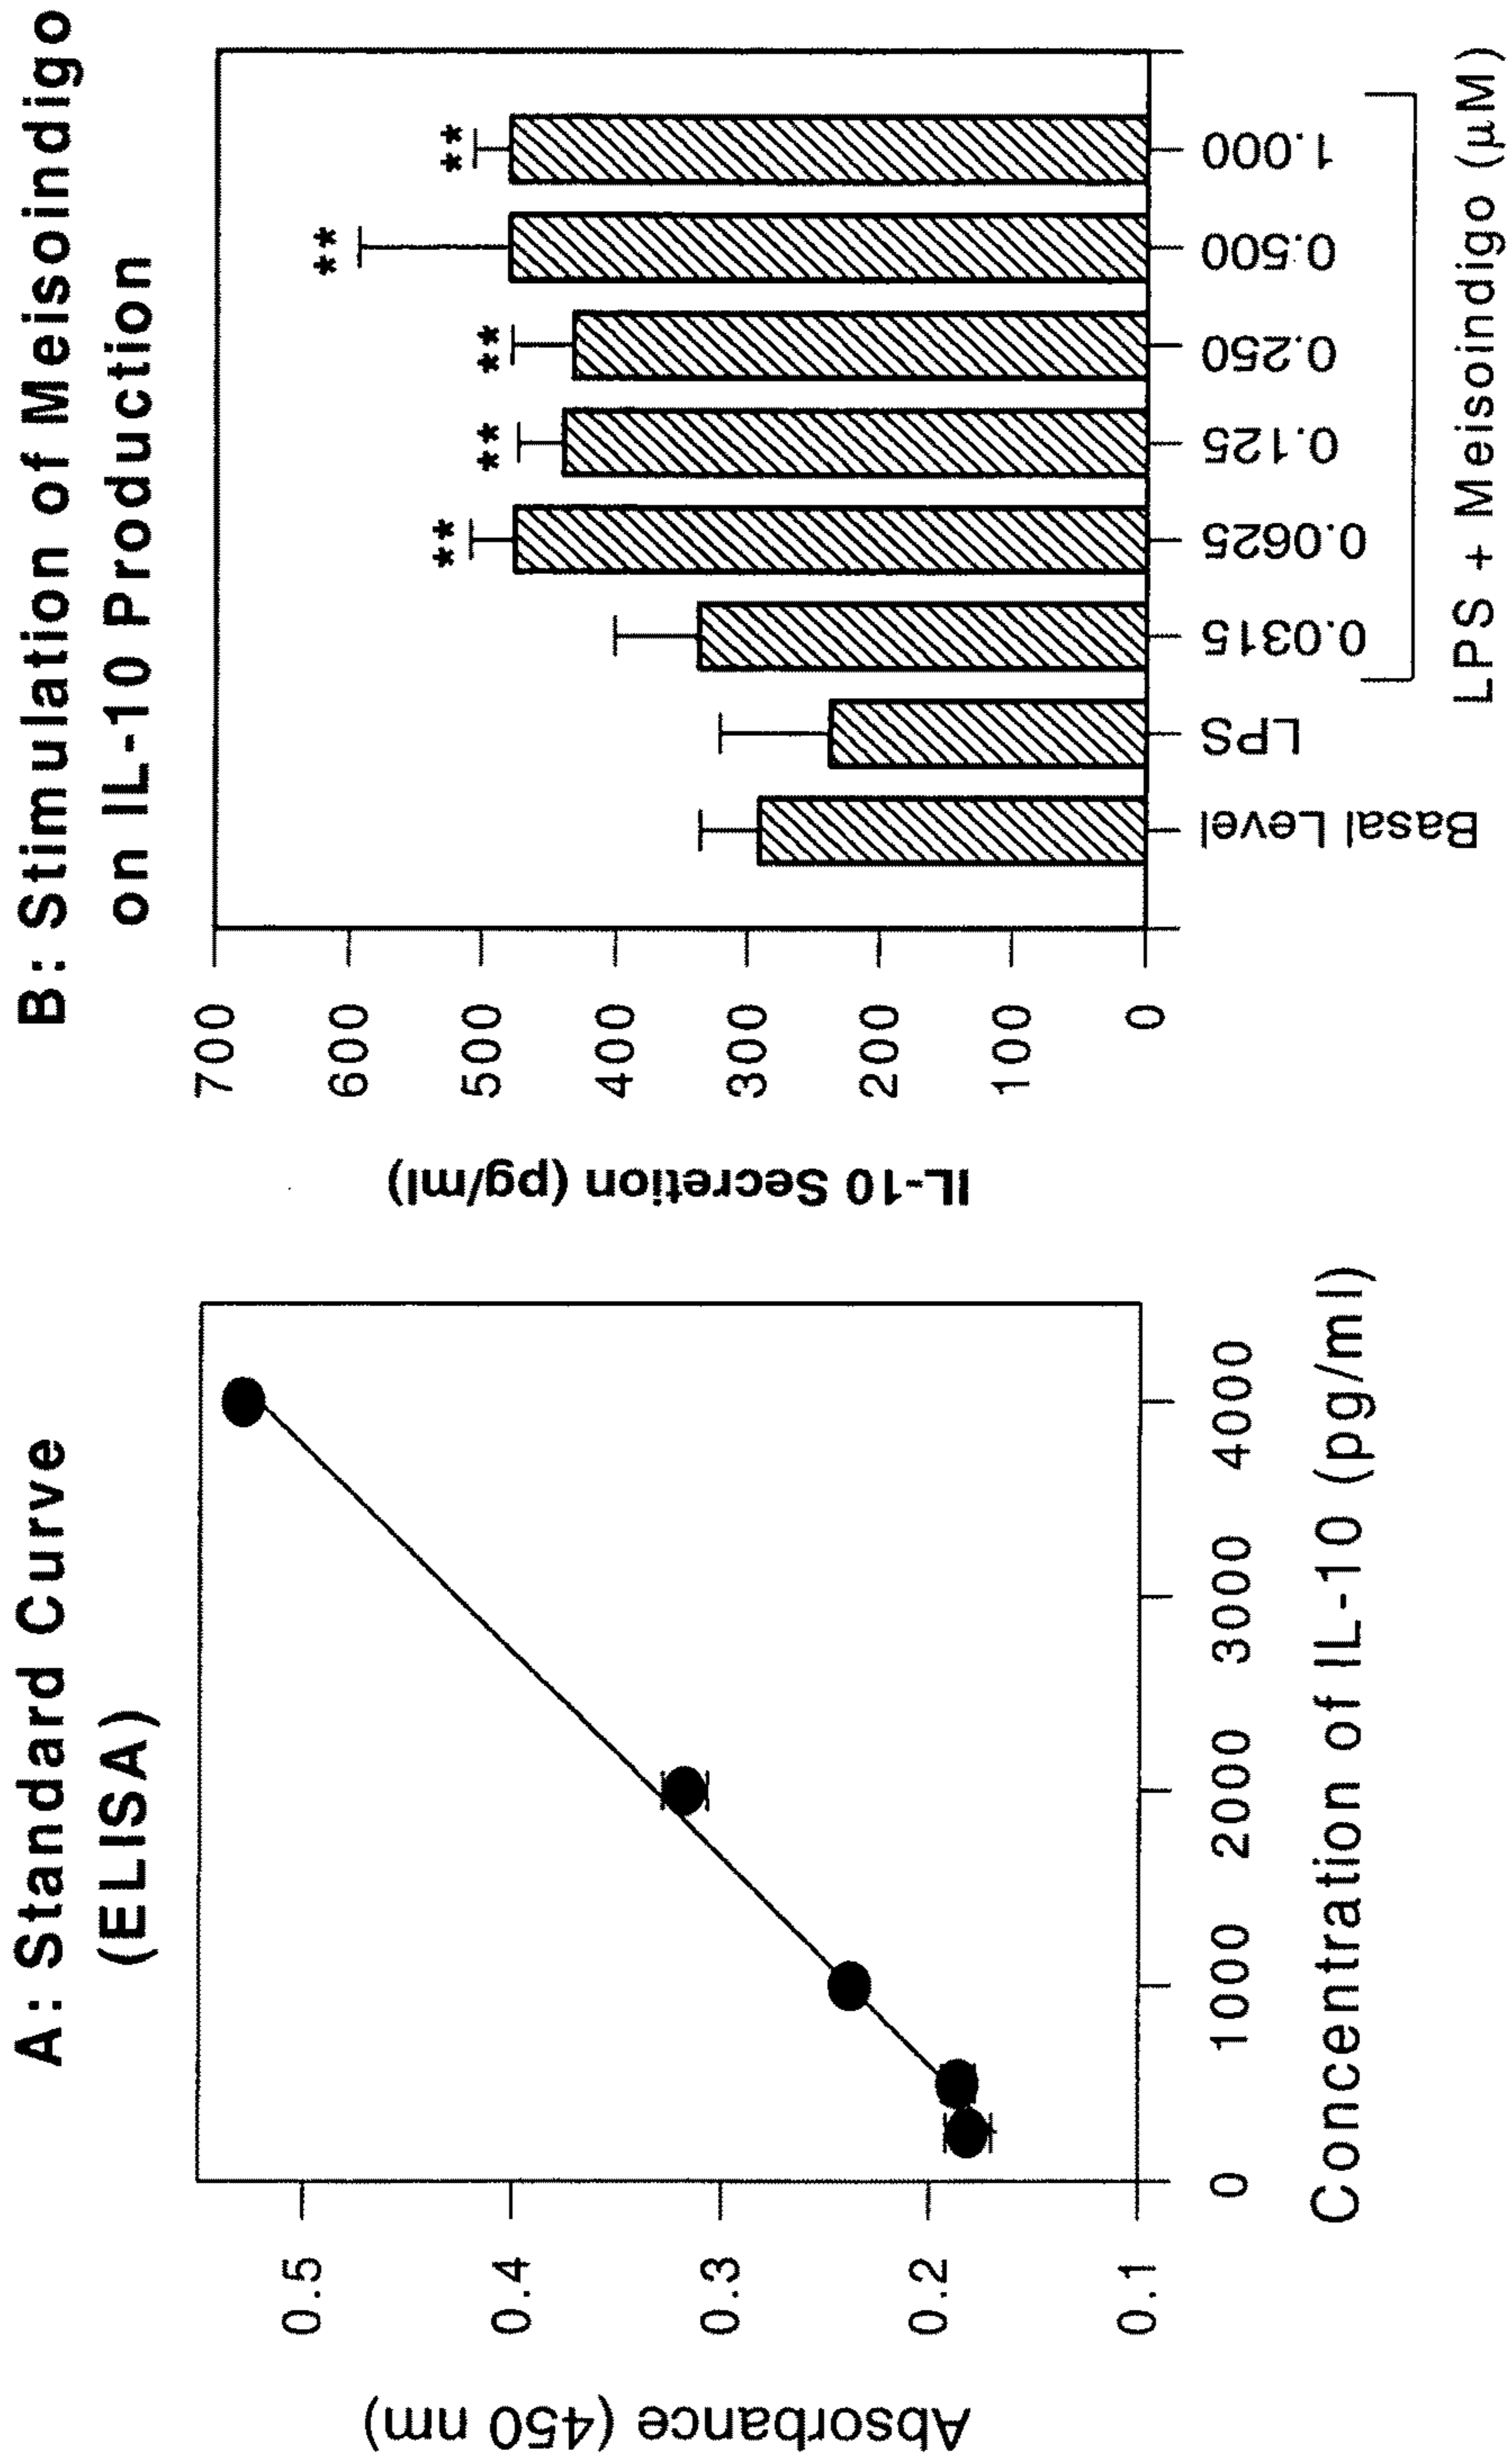 A: Standard Curve
(ELISA)
Absorbance (450 nm)
0.5
0.4
0.3
0.2
0.1
0
1000
2000
3000
4000
Concentration of IL-10 (pg/ml)
B: Stimulation of Meisoindigo
on IL-10 Production
IL-10 Secretion (pg/ml)
700
600
500
400
300
200
100
0
**
**
**
**
**
Basal Level
LPS
0.0315
0.0625
0.125
0.250
0.500
1.000
LPS + Meisoindigo (µM)